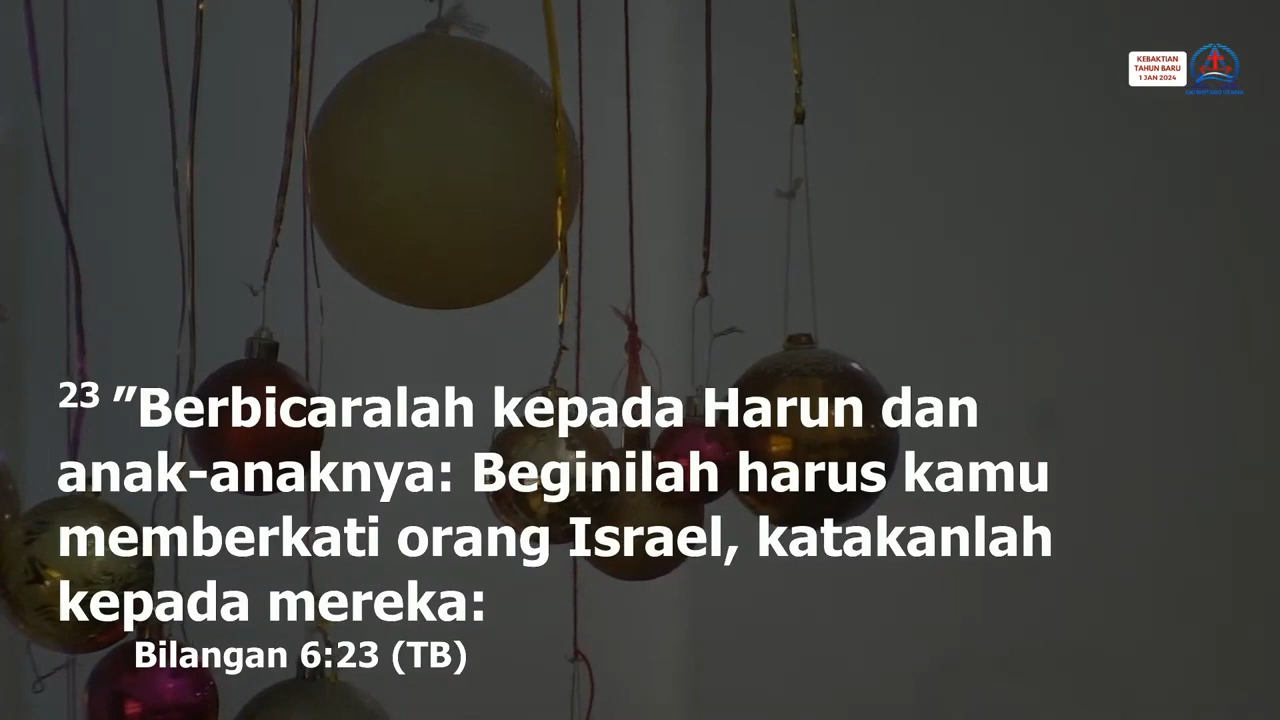 KEBAKTIAN
TAHUN BARU
1 JAN 2024
23 ”Berbicaralah kepada Harun dan
anak-anaknya: Beginilah harus kamu
memberkati orang Israel, katakanlah
kepada mereka:
Bilangan 6:23 (TB)